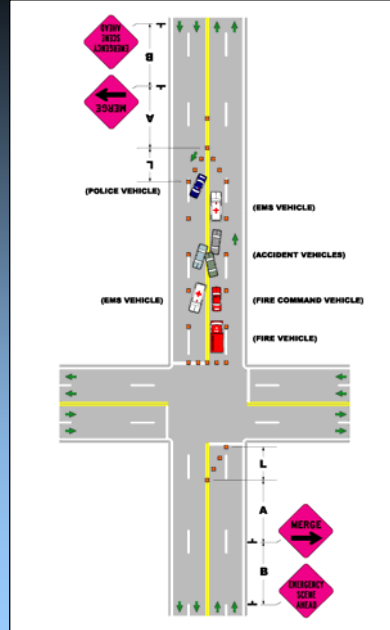 EMERGENCY
SCENE
AHEAD
B
MERGE
A
L
(POLICE VEHICLE)
(EMS VEHICLE)
(ACCIDENT VEHICLES)
(EMS VEHICLE)
(FIRE COMMAND VEHICLE)
(FIRE VEHICLE)
L
A
MERGE
B
EMERGENCY
SCENE
AHEAD